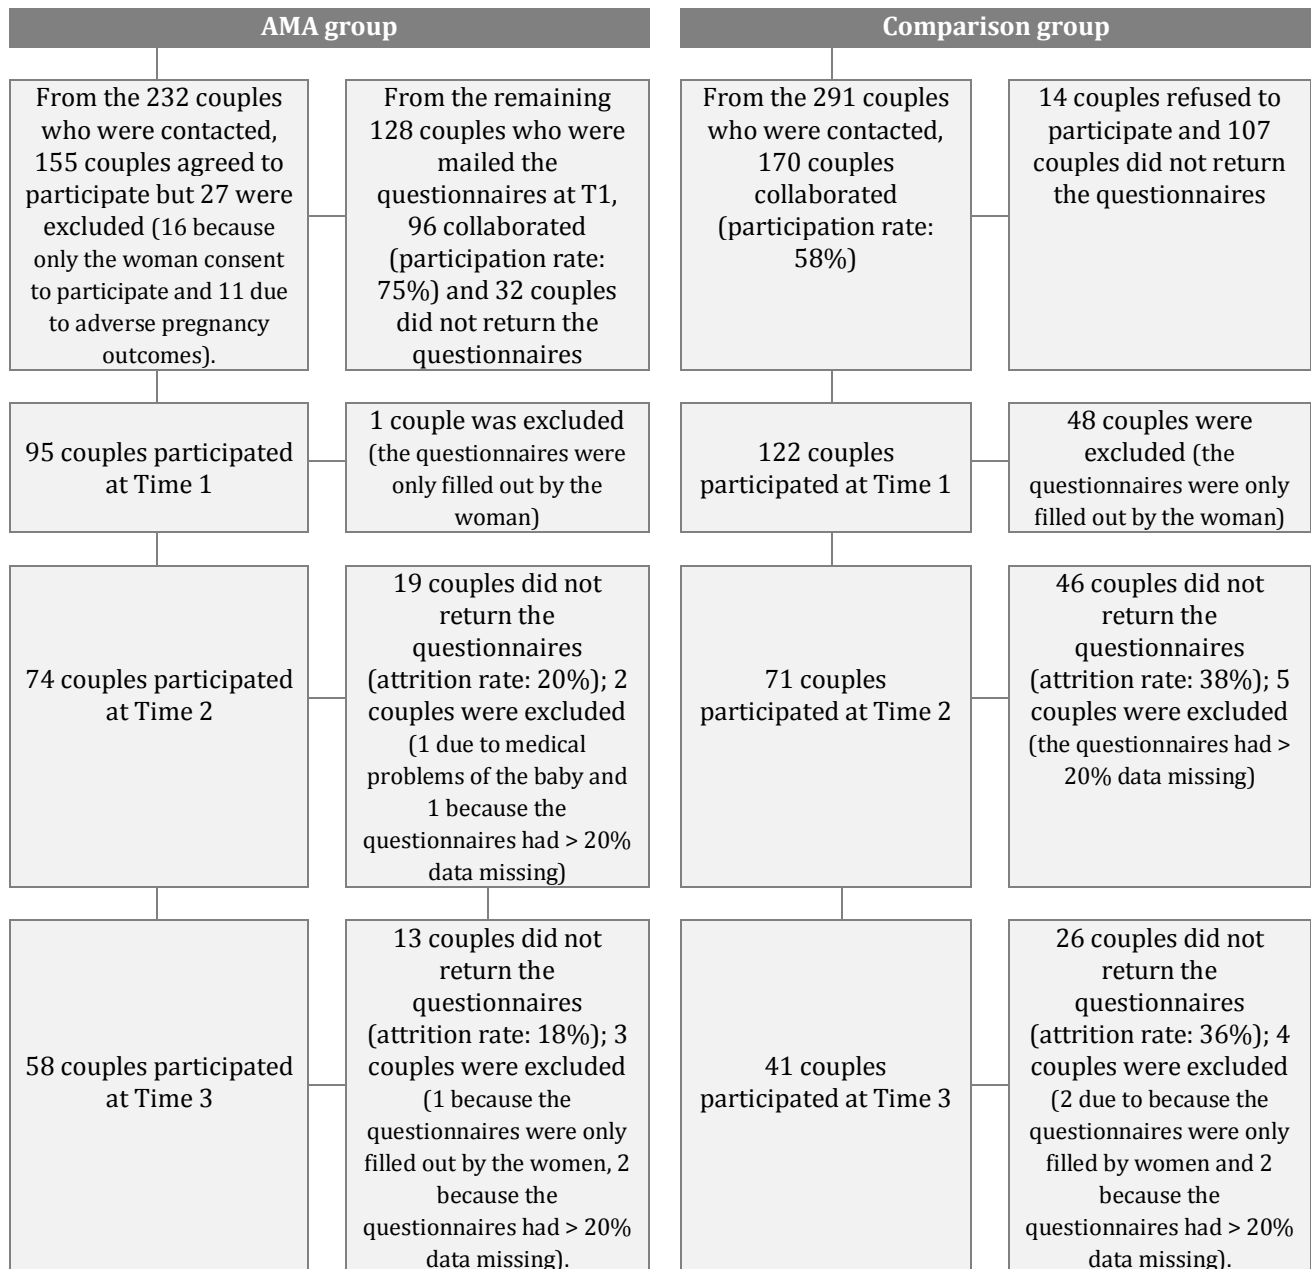 AMA group
From the 232 couples
who were contacted,
155 couples agreed to
participate but 27 were
excluded (16 because
only the woman consent
to participate and 11 due
to adverse pregnancy
outcomes).
From the remaining
128 couples who were
mailed the
questionnaires at T1,
96 collaborated
(participation rate:
75%) and 32 couples
did not return the
questionnaires
95 couples participated
at Time 1
1 couple was excluded
(the questionnaires were
only filled out by the
woman)
74 couples participated
at Time 2
19 couples did not
return the
questionnaires
(attrition rate: 20%); 2
couples were excluded
(1 due to medical
problems of the baby and
1 because the
questionnaires had > 20%
data missing)
58 couples participated
at Time 3
13 couples did not
return the
questionnaires
(attrition rate: 18%); 3
couples were excluded
(1 because the
questionnaires were only
filled out by the women, 2
because the
questionnaires had > 20%
data missing).
Comparison group
From the 291 couples
who were contacted,
170 couples
collaborated
(participation rate:
58%)
14 couples refused to
participate and 107
couples did not return
the questionnaires
122 couples
participated at Time 1
48 couples were
excluded (the
questionnaires were only
filled out by the woman)
71 couples
participated at Time 2
46 couples did not
return the
questionnaires
(attrition rate: 38%); 5
couples were excluded
(the questionnaires had >
20% data missing)
41 couples
participated at Time 3
26 couples did not
return the
questionnaires
(attrition rate: 36%); 4
couples were excluded
(2 due to because the
questionnaires were only
filled by women and 2
because the
questionnaires had > 20%
data missing).